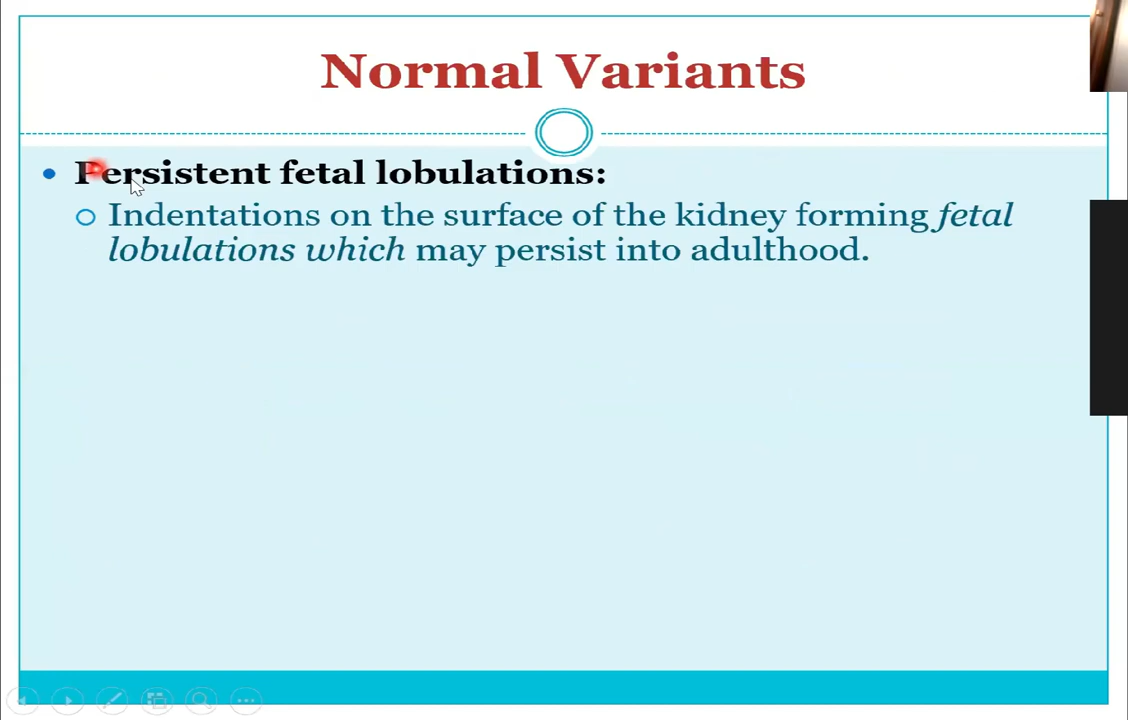 Normal Variants
Persistent fetal lobulations:
Indentations on the surface of the kidney forming fetal
lobulations which may persist into adulthood.